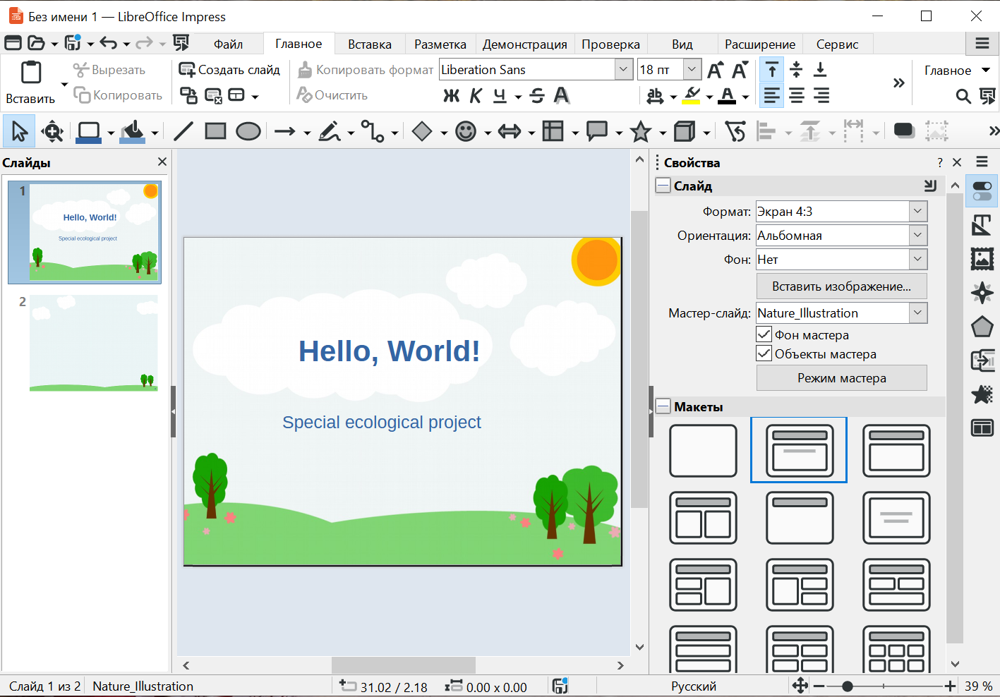 Без имени 1 — LibreOffice Impress
Файл Главное Вставка Разметка Демонстрация Проверка Вид Расширение Сервис
Вставить
Вырезать
Копировать
Создать слайд
Копировать формат
Очистить
Liberation Sans
18 пт
Ж К Ч S A
ab A
Главное
Слайды
1
Hello, World!
Special ecological project
2
Hello, World!
Special ecological project
Свойства ?
Слайд
Формат: Экран 4:3
Ориентация: Альбомная
Фон: Нет
Вставить изображение...
Мастер-слайд: Nature_Illustration
Фон мастера
Объекты мастера
Режим мастера
Макеты
Слайд 1 из 2 Nature_Illustration 31.02 / 2.18 0.00 x 0.00 Русский 39 %